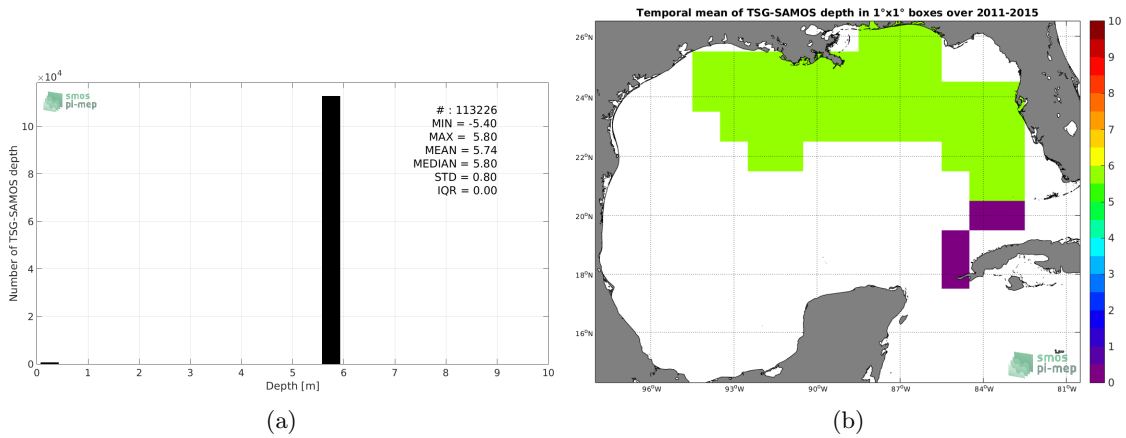 Temporal mean of TSG-SAMOS depth in 1°x1° boxes over 2011-2015
×10⁴
smos
pi-mep
# : 113226
MIN = -5.40
MAX = 5.80
MEAN = 5.74
MEDIAN = 5.80
STD = 0.80
IQR = 0.00
Number of TSG-SAMOS depth
10
8
6
4
2
0
0 1 2 3 4 5 6 7 8 9 10
Depth [m]
(a)
26°N
24°N
22°N
20°N
18°N
16°N
96°W 93°W 90°W 87°W 84°W 81°W
smos
pi-mep
10
9
8
7
6
5
4
3
2
1
0
(b)